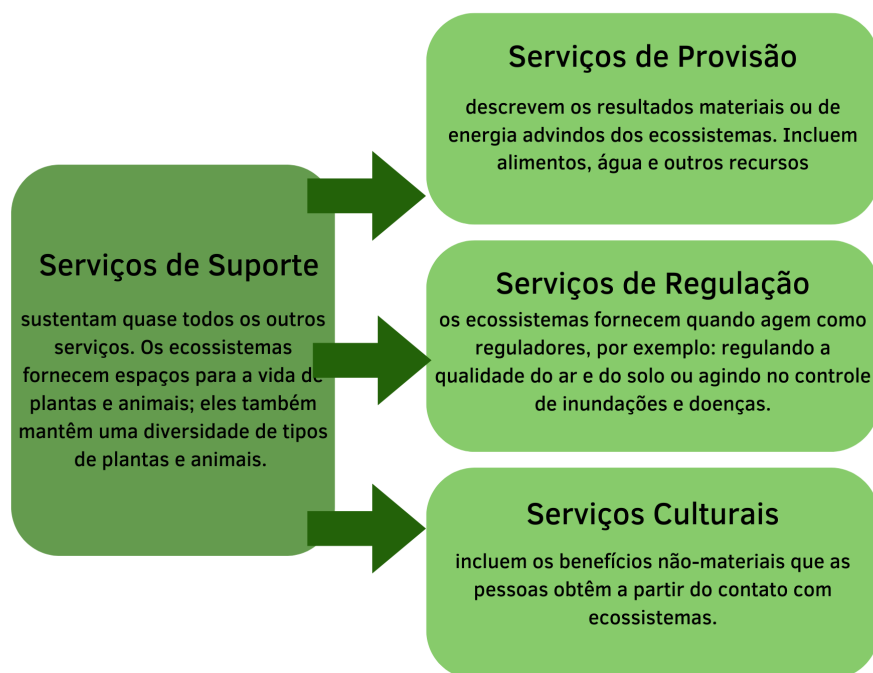 Serviços de Suporte
sustentam quase todos os outros
serviços. Os ecossistemas
fornecem espaços para a vida de
plantas e animais; eles também
mantêm uma diversidade de tipos
de plantas e animais.
Serviços de Provisão
descrevem os resultados materiais ou de
energia advindos dos ecossistemas. Incluem
alimentos, água e outros recursos
Serviços de Regulação
os ecossistemas fornecem quando agem como
reguladores, por exemplo: regulando a
qualidade do ar e do solo ou agindo no controle
de inundações e doenças.
Serviços Culturais
incluem os benefícios não-materiais que as
pessoas obtêm a partir do contato com
ecossistemas.